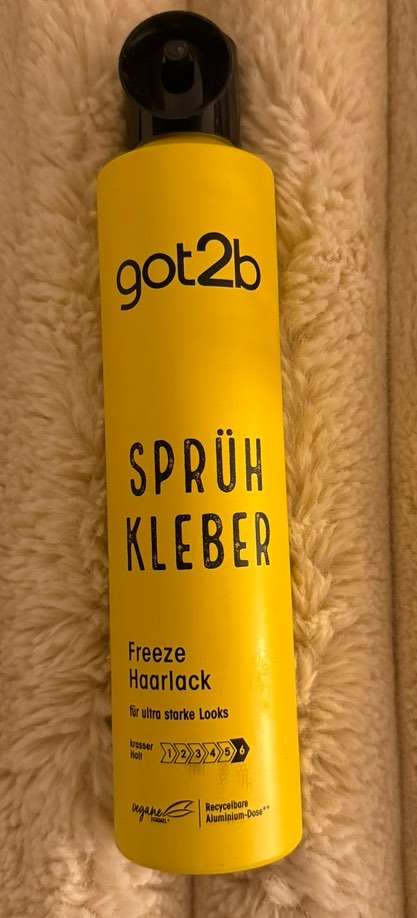 got2b
SPRÜH
KLEBER
Freeze
Haarlack
für ultra starke Looks
krasser
Halt
1 2 3 4 5 6
vegane
FORMEL*
Recycelbare
Aluminium-Dose**